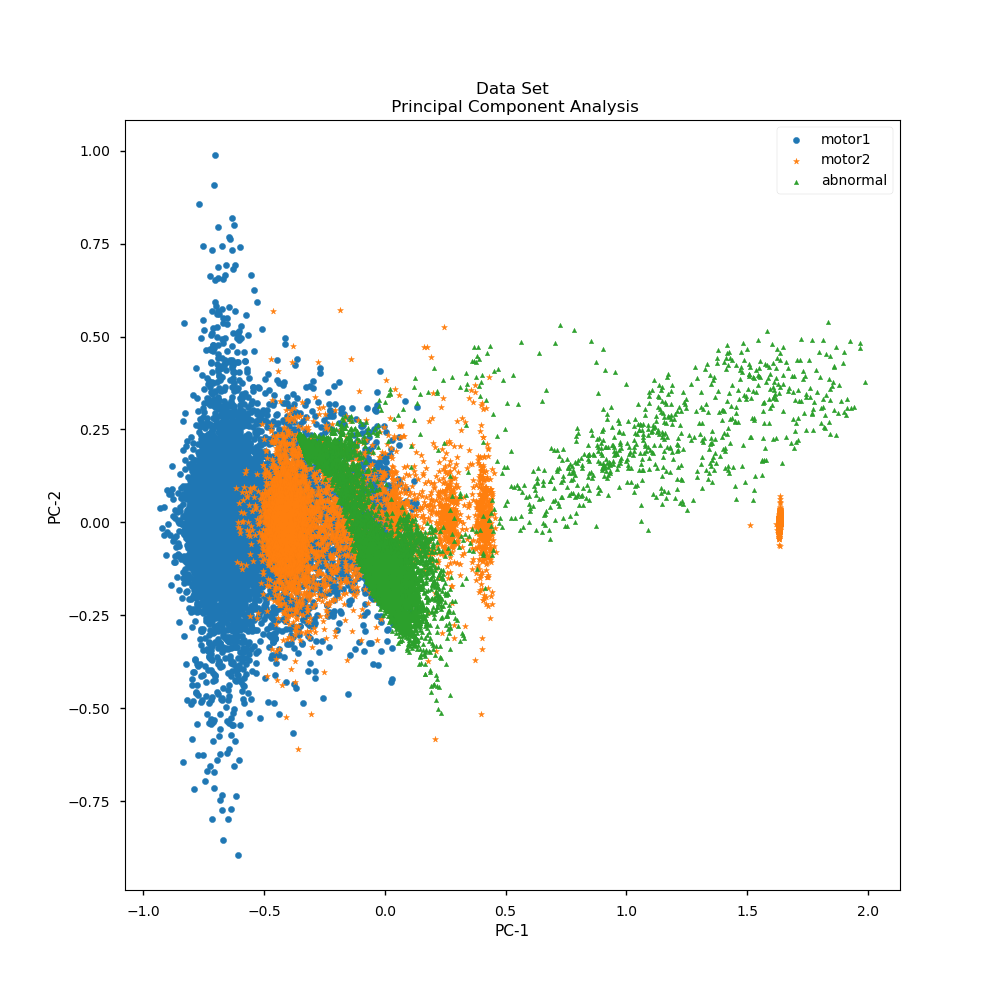 Data Set
Principal Component Analysis
motor1
motor2
abnormal
1.00
0.75
0.50
0.25
0.00
−0.25
−0.50
−0.75
PC-2
−1.0 −0.5 0.0 0.5 1.0 1.5 2.0
PC-1